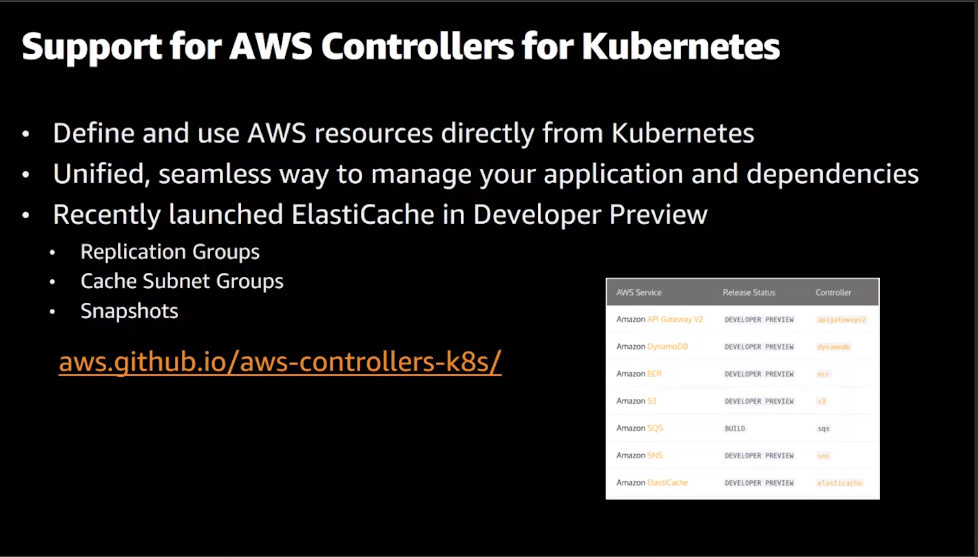 Support for AWS Controllers for Kubernetes
• Define and use AWS resources directly from Kubernetes
• Unified, seamless way to manage your application and dependencies
• Recently launched ElastiCache in Developer Preview
• Replication Groups
• Cache Subnet Groups
• Snapshots
aws.github.io/aws-controllers-k8s/
AWS Service Release Status Controller
Amazon API Gateway V2 DEVELOPER PREVIEW apigatewayv2
Amazon DynamoDB DEVELOPER PREVIEW dynamodb
Amazon ECR DEVELOPER PREVIEW ecr
Amazon S3 DEVELOPER PREVIEW s3
Amazon SQS BUILD sqs
Amazon SNS DEVELOPER PREVIEW sns
Amazon ElastiCache DEVELOPER PREVIEW elasticache